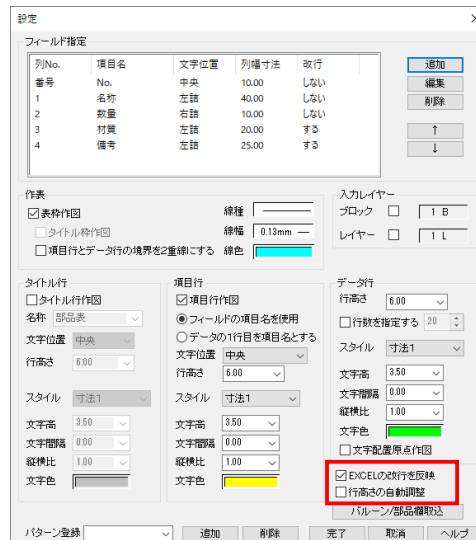 設定
フィールド指定
列No. 項目名 文字位置 列幅寸法 改行
番号 No. 中央 10.00 しない
1 名称 左詰 40.00 しない
2 数量 右詰 10.00 しない
3 材質 左詰 20.00 する
4 備考 左詰 25.00 する
追加
編集
削除
↑
↓
作表
表枠作図
タイトル枠作図
項目行とデータ行の境界を2重線にする
線種
線幅 0.13mm
線色
入力レイヤー
ブロック 1 B
レイヤー 1 L
タイトル行
タイトル行作図
名称 部品表
文字位置 中央
行高さ 6.00
スタイル 寸法1
文字高 3.50
文字間隔 0.00
縦横比 1.00
文字色
項目行
項目行作図
フィールドの項目名を使用
データの1行目を項目名とする
文字位置 中央
行高さ 6.00
スタイル 寸法1
文字高 3.50
文字間隔 0.00
縦横比 1.00
文字色
データ行
行高さ 6.00
行数を指定する 20
スタイル 寸法1
文字高 3.50
文字間隔 0.00
縦横比 1.00
文字色
文字配置原点作図
EXCELの改行を反映
行高さの自動調整
バルーン/部品欄取込
パターン登録 追加 削除 完了 取消 ヘルプ